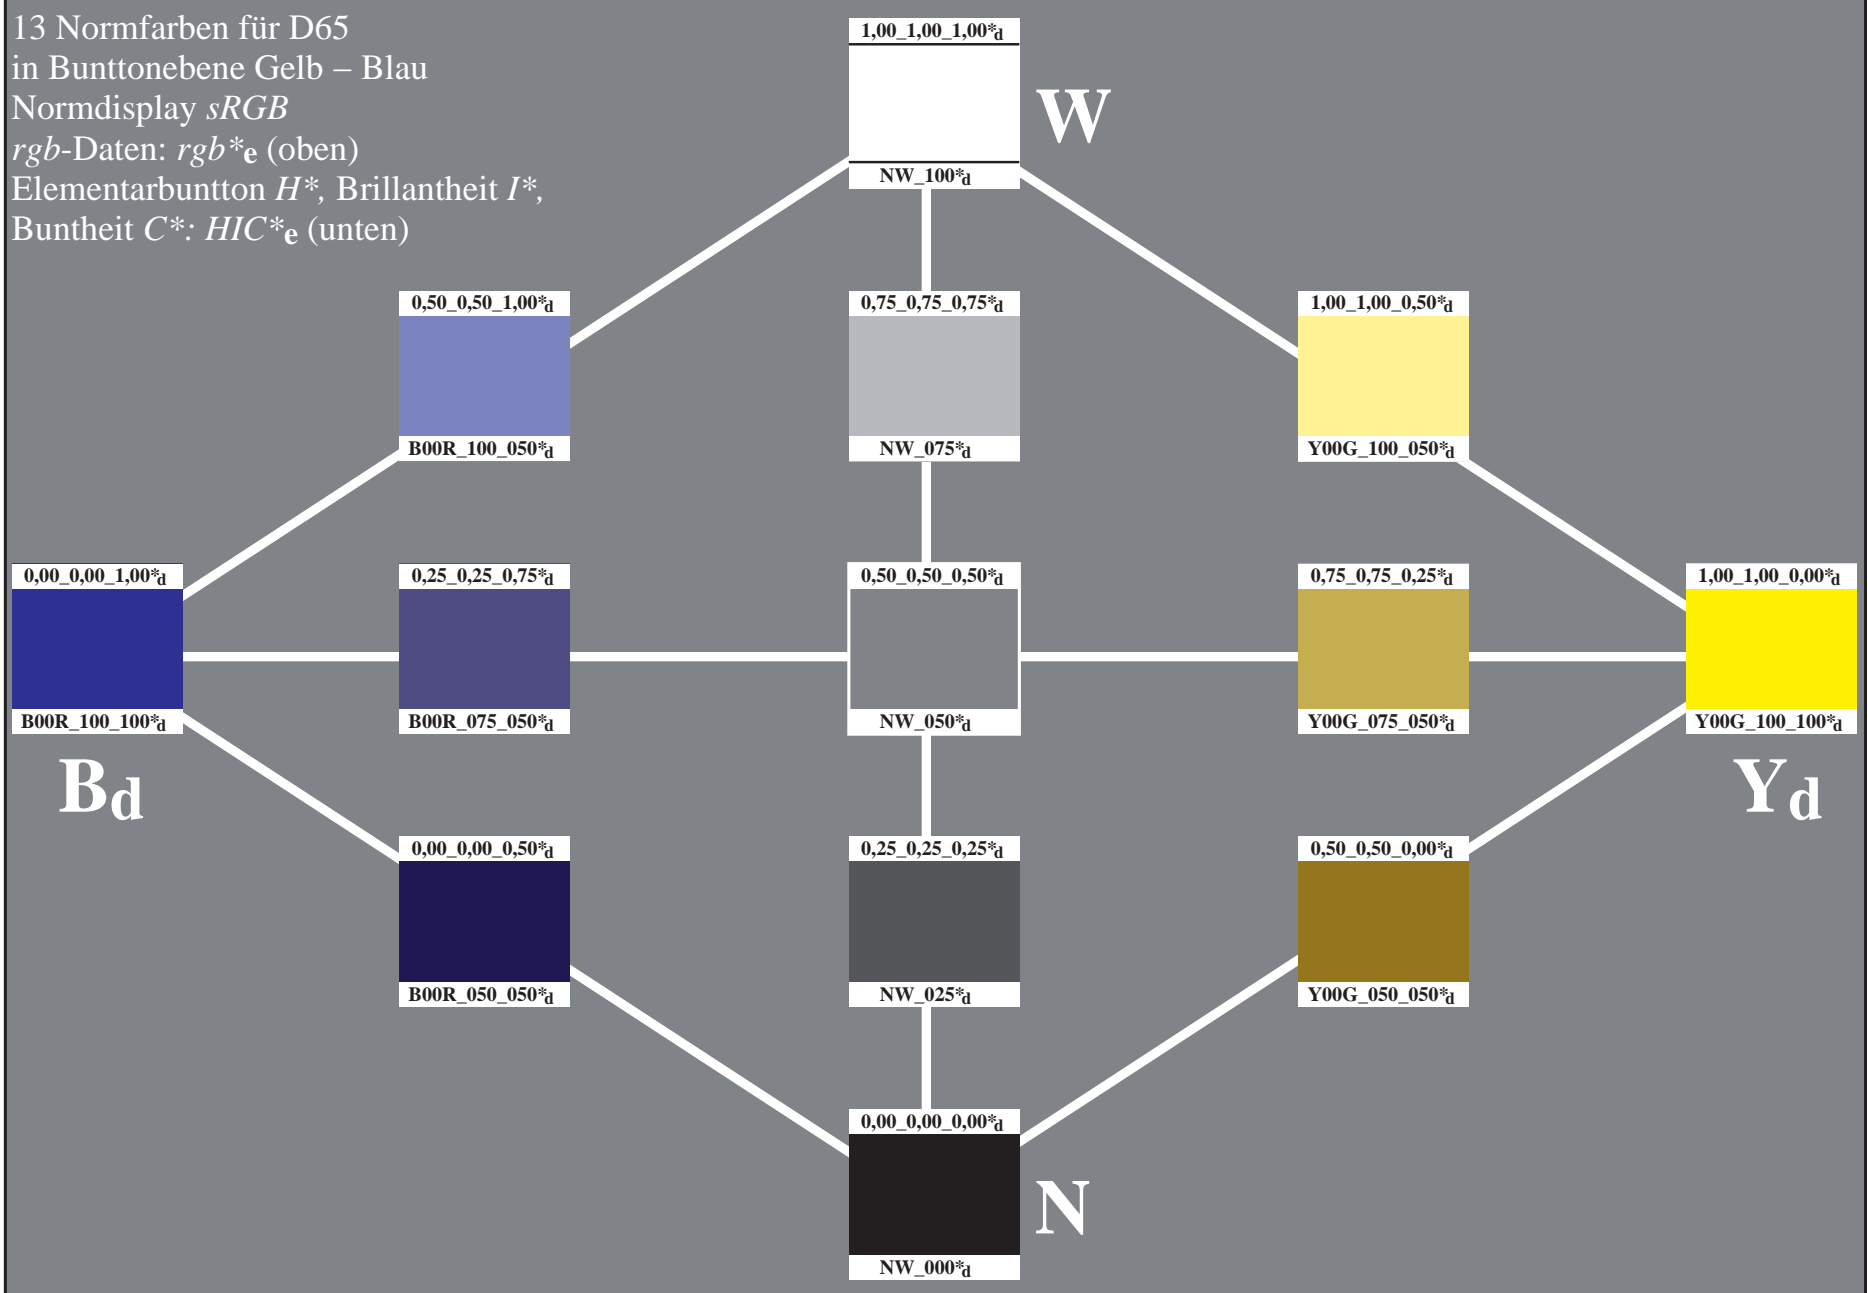 13 Normfarben für D65
in Bunttonebene Gelb – Blau
Normdisplay sRGB
rgb-Daten: rgb*e (oben)
Elementarbuntton H*, Brillantheit I*,
Buntheit C*: HIC*e (unten)
1,00_1,00_1,00*d
W
NW_100*d
0,50_0,50_1,00*d
0,75_0,75_0,75*d
1,00_1,00_0,50*d
B00R_100_050*d
NW_075*d
Y00G_100_050*d
0,00_0,00_1,00*d
0,25_0,25_0,75*d
0,50_0,50_0,50*d
0,75_0,75_0,25*d
1,00_1,00_0,00*d
B00R_100_100*d
B00R_075_050*d
NW_050*d
Y00G_075_050*d
Y00G_100_100*d
Bd
Yd
0,00_0,00_0,50*d
0,25_0,25_0,25*d
0,50_0,50_0,00*d
B00R_050_050*d
NW_025*d
Y00G_050_050*d
0,00_0,00_0,00*d
N
NW_000*d